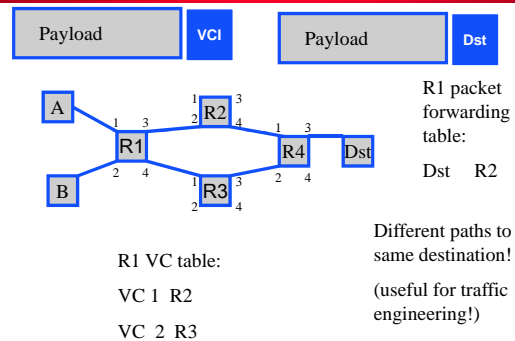 Payload VCI
Payload Dst
A
B
1 3
R1
2 4
1 3
R2
2 4
1 3
R3
2 4
1 3
R4
2 4
Dst
R1 packet
forwarding
table:
Dst R2
Different paths to
same destination!
(useful for traffic
engineering!)
R1 VC table:
VC 1 R2
VC 2 R3